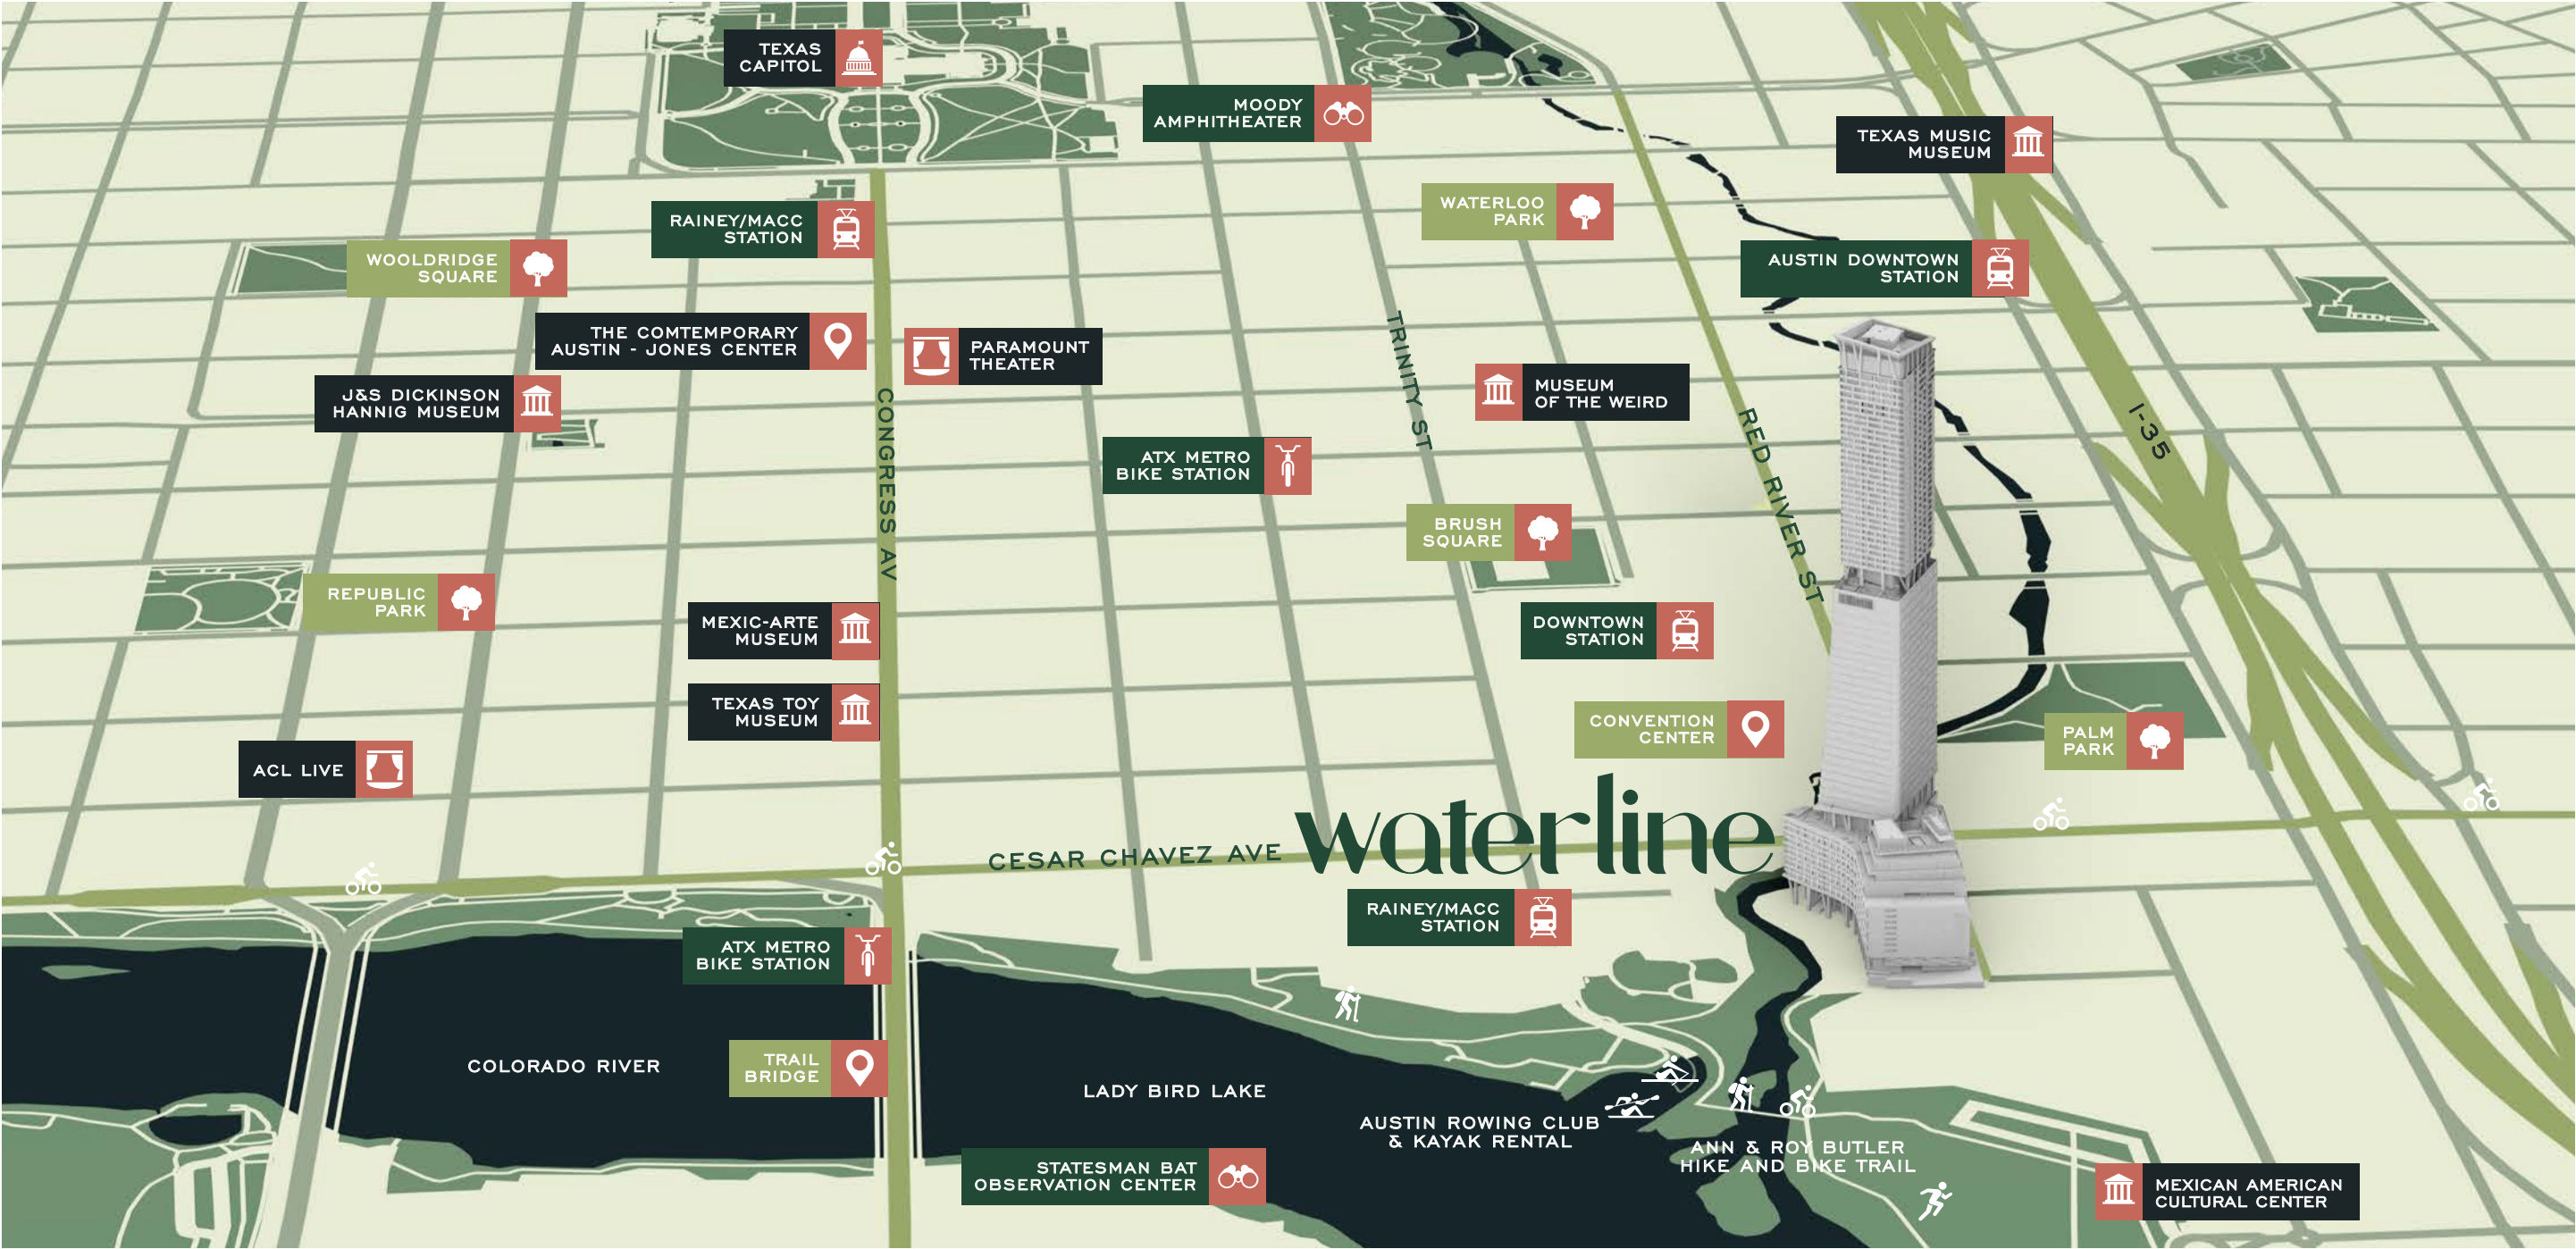 TEXAS
CAPITOL
MOODY
AMPHITHEATER
TEXAS MUSIC
MUSEUM
WATERLOO
PARK
RAINEY/MACC
STATION
WOOLDRIDGE
SQUARE
AUSTIN DOWNTOWN
STATION
THE COMTEMPORARY
AUSTIN - JONES CENTER
PARAMOUNT
THEATER
TRINITY ST
J&S DICKINSON
HANNIG MUSEUM
MUSEUM
OF THE WEIRD
CONGRESS AV
RED RIVER ST
I-35
ATX METRO
BIKE STATION
BRUSH
SQUARE
REPUBLIC
PARK
MEXIC-ARTE
MUSEUM
DOWNTOWN
STATION
TEXAS TOY
MUSEUM
CONVENTION
CENTER
PALM
PARK
ACL LIVE
waterline
CESAR CHAVEZ AVE
RAINEY/MACC
STATION
ATX METRO
BIKE STATION
COLORADO RIVER
TRAIL
BRIDGE
LADY BIRD LAKE
AUSTIN ROWING CLUB
& KAYAK RENTAL
ANN & ROY BUTLER
HIKE AND BIKE TRAIL
STATESMAN BAT
OBSERVATION CENTER
MEXICAN AMERICAN
CULTURAL CENTER